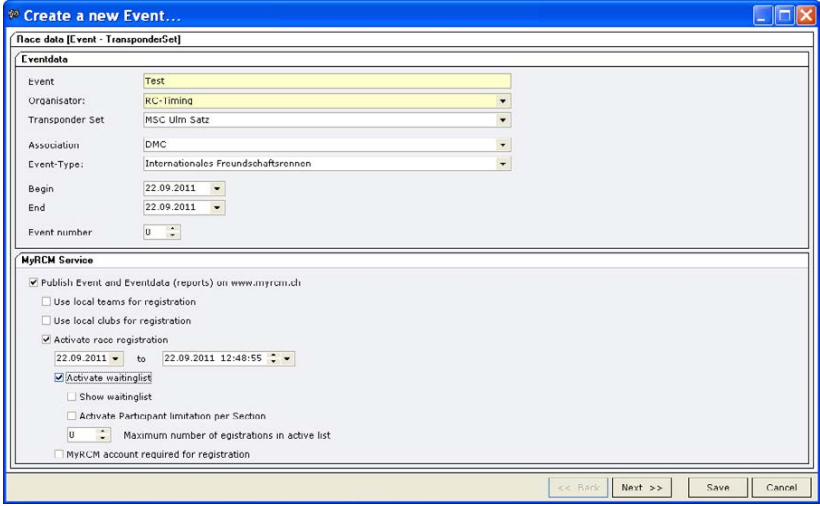 Create a new Event...
Race data [Event - TransponderSet]
Eventdata
Event Test
Organisator: RC-Timing
Transponder Set MSC Ulm Satz
Association DMC
Event-Type: Internationales Freundschaftsrennen
Begin 22.09.2011
End 22.09.2011
Event number 0
MyRCM Service
Publish Event and Eventdata (reports) on www.myrcm.ch
Use local teams for registration
Use local clubs for registration
Activate race registration
22.09.2011 to 22.09.2011 12:48:55
Activate waitinglist
Show waitinglist
Activate Participant limitation per Section
0 Maximum number of egistrations in active list
MyRCM account required for registration
<< Back Next >> Save Cancel